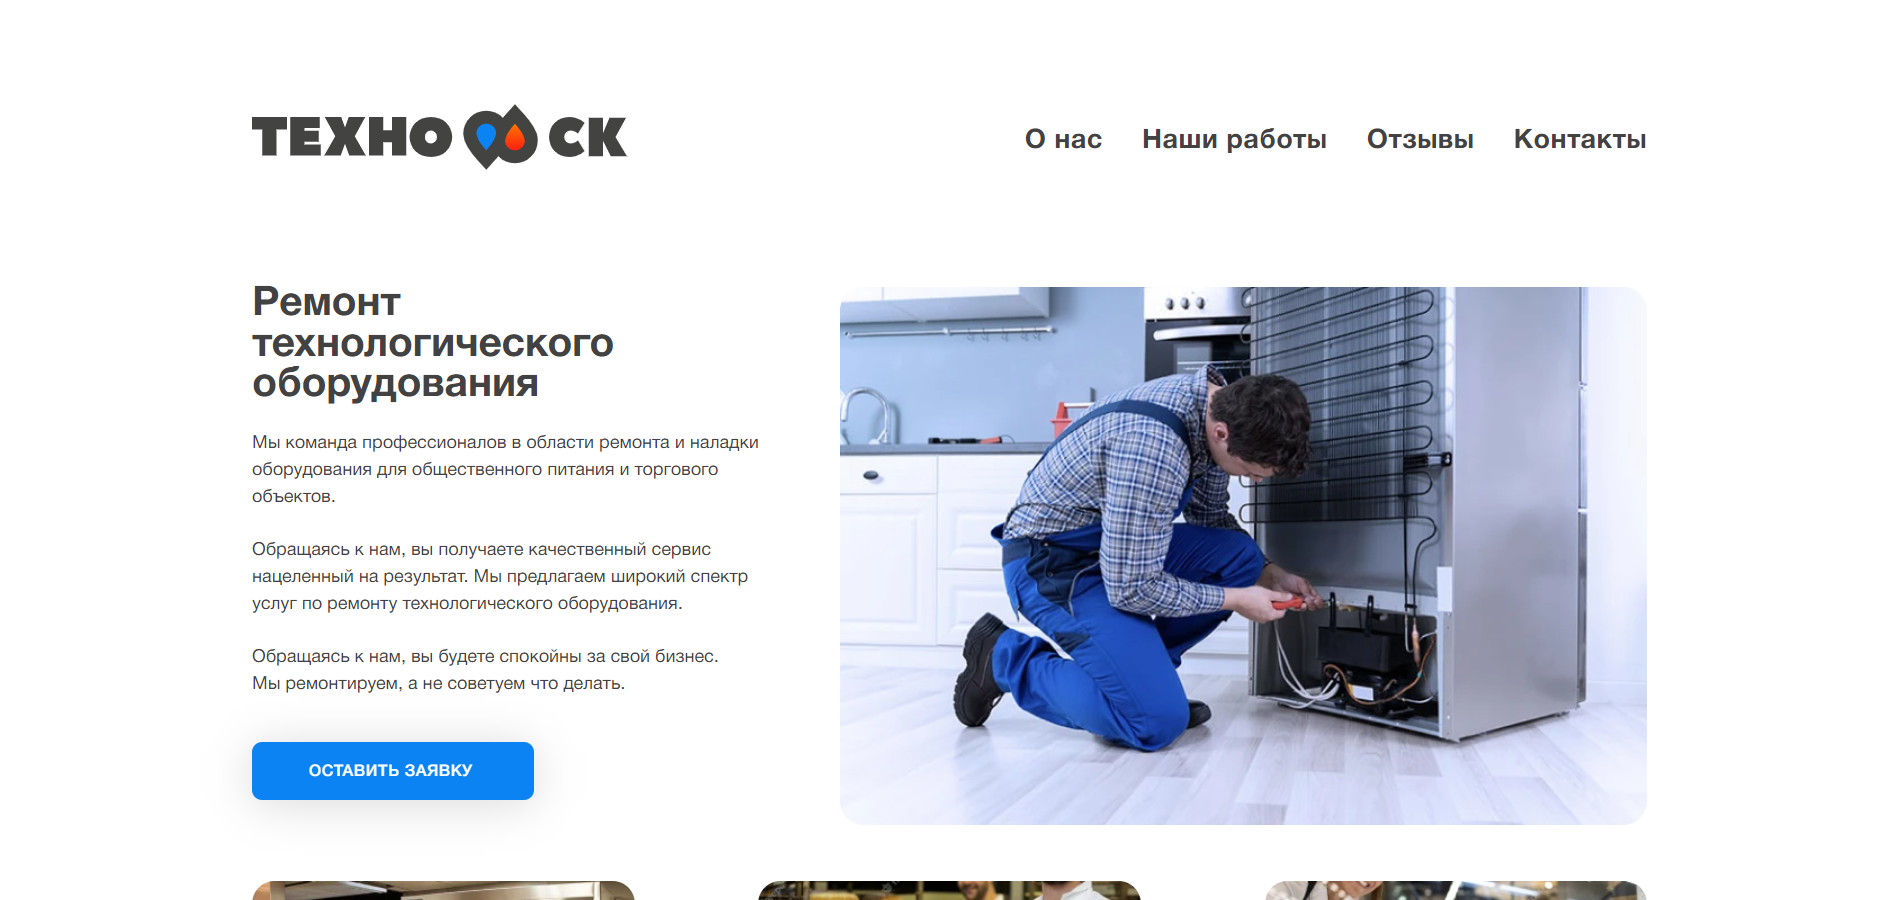 ТЕХНО СК
О нас Наши работы Отзывы Контакты
Ремонт
технологического
оборудования
Мы команда профессионалов в области ремонта и наладки
оборудования для общественного питания и торгового
объектов.
Обращаясь к нам, вы получаете качественный сервис
нацеленный на результат. Мы предлагаем широкий спектр
услуг по ремонту технологического оборудования.
Обращаясь к нам, вы будете спокойны за свой бизнес.
Мы ремонтируем, а не советуем что делать.
ОСТАВИТЬ ЗАЯВКУ